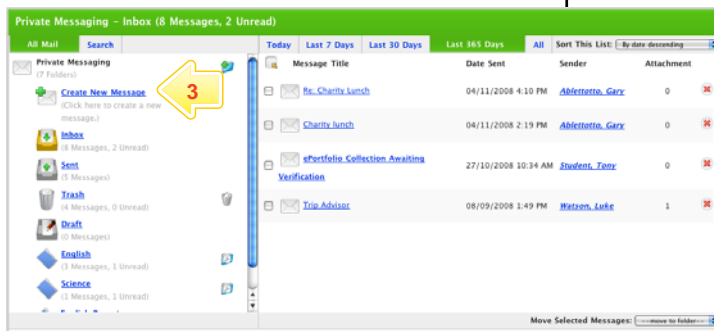 Private Messaging - Inbox (8 Messages, 2 Unread)
All Mail Search
Private Messaging
(7 Folders)
Create New Message
(Click here to create a new
message.)
3
Inbox
(8 Messages, 2 Unread)
Sent
(5 Messages)
Trash
(4 Messages, 0 Unread)
Draft
(0 Messages)
English
(3 Messages, 1 Unread)
Science
(1 Messages, 1 Unread)
Today Last 7 Days Last 30 Days Last 365 Days All Sort This List: By date descending
Message Title Date Sent Sender Attachment
Re: Charity Lunch 04/11/2008 4:10 PM Ablettotto, Gary 0
Charity lunch 04/11/2008 2:19 PM Ablettotto, Gary 0
ePortfolio Collection Awaiting
Verification 27/10/2008 10:34 AM Student, Tony 0
Trip Advisor 08/09/2008 1:49 PM Watson, Luke 1
Move Selected Messages: move to folder